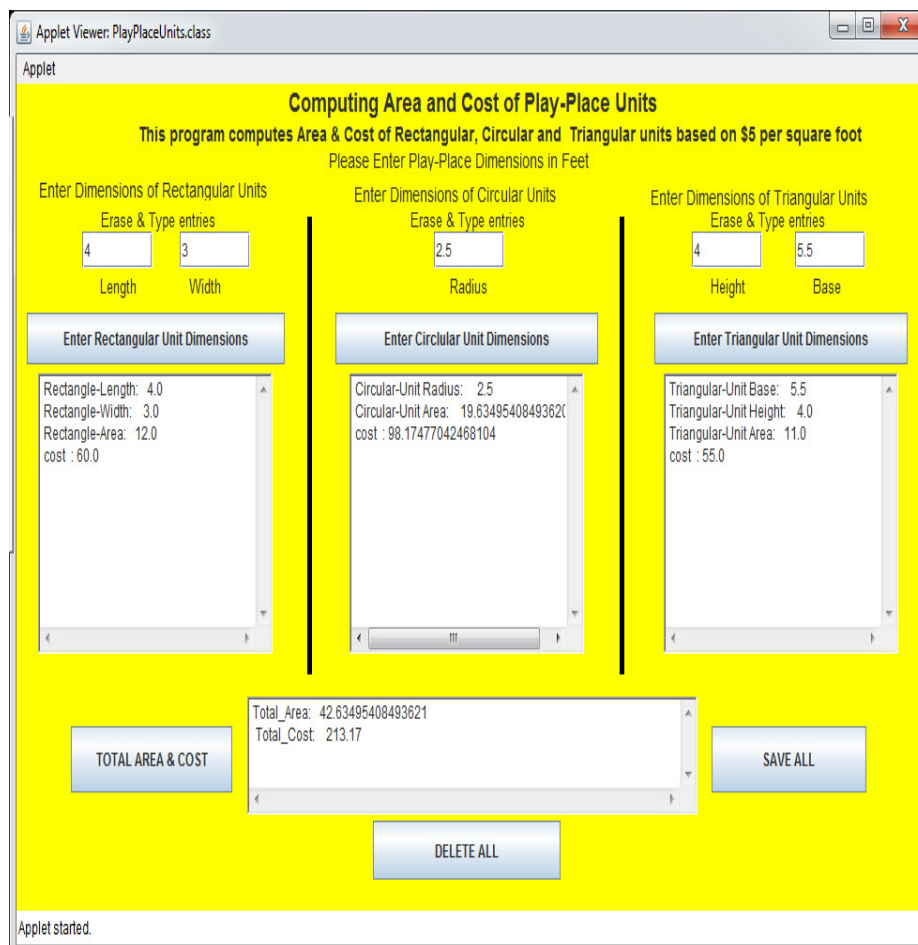 Applet Viewer: PlayPlaceUnits.class
Applet
Computing Area and Cost of Play-Place Units
This program computes Area & Cost of Rectangular, Circular and Triangular units based on $5 per square foot
Please Enter Play-Place Dimensions in Feet
Enter Dimensions of Rectangular Units
Erase & Type entries
4 3
Length Width
Enter Rectangular Unit Dimensions
Rectangle-Length: 4.0
Rectangle-Width: 3.0
Rectangle-Area: 12.0
cost : 60.0
Enter Dimensions of Circular Units
Erase & Type entries
2.5
Radius
Enter Circlular Unit Dimensions
Circular-Unit Radius: 2.5
Circular-Unit Area: 19.6349540849362
cost : 98.17477042468104
Enter Dimensions of Triangular Units
Erase & Type entries
4 5.5
Height Base
Enter Triangular Unit Dimensions
Triangular-Unit Base: 5.5
Triangular-Unit Height: 4.0
Triangular-Unit Area: 11.0
cost : 55.0
TOTAL AREA & COST
Total_Area: 42.63495408493621
Total_Cost: 213.17
SAVE ALL
DELETE ALL
Applet started.